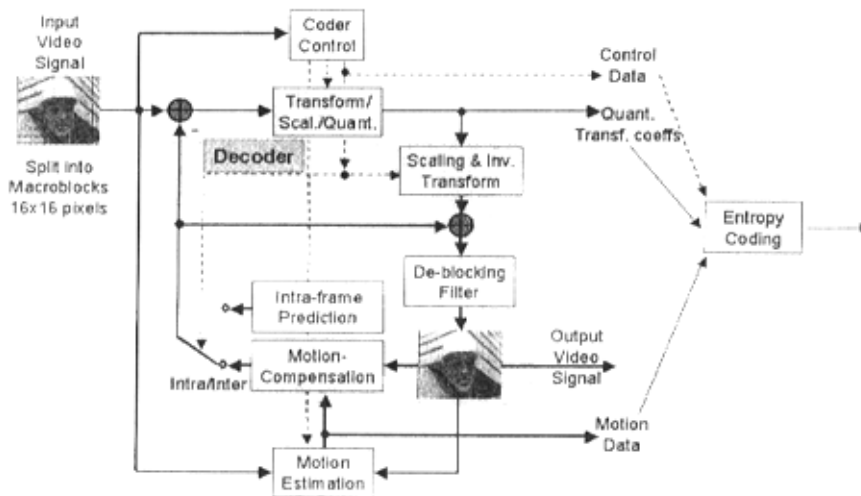 Input
Video
Signal
Coder
Control
Control
Data
Transform/
Scal./Quant.
Quant.
Transf. coeffs
-
Decoder
Split into
Macroblocks
16x16 pixels
Scaling & Inv.
Transform
Entropy
Coding
De-blocking
Filter
Intra-frame
Prediction
Output
Video
Signal
Motion-
Compensation
Intra/Inter
Motion
Data
Motion
Estimation